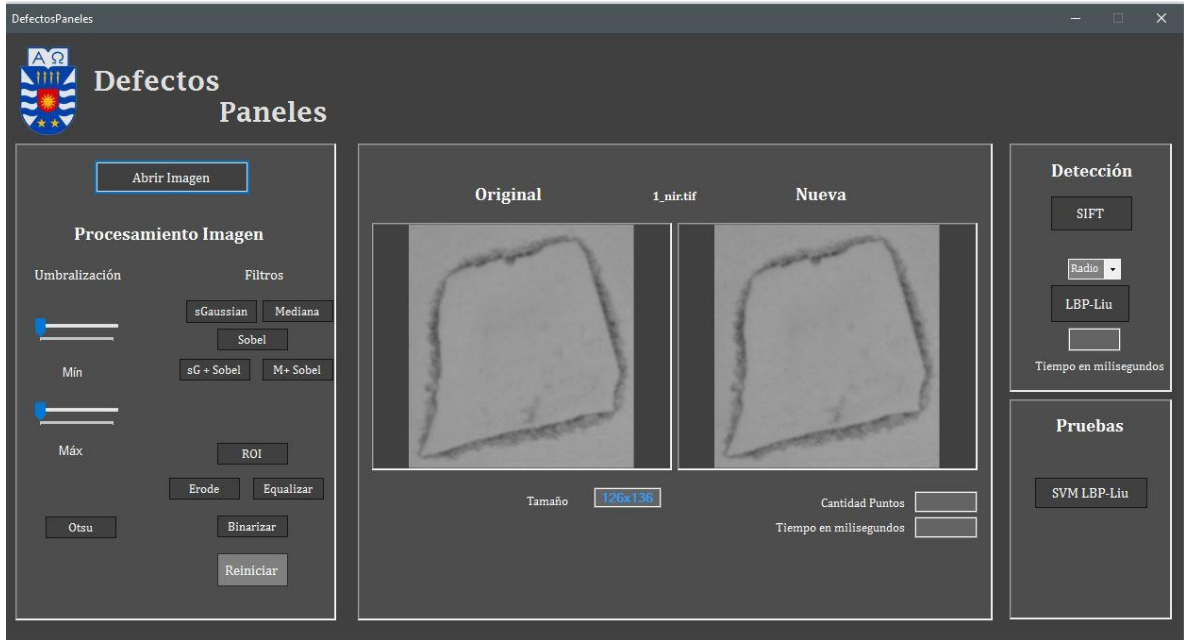 DefectosPaneles
ΑΩ
Defectos
Paneles
Abrir Imagen
Procesamiento Imagen
Umbralización
Filtros
sGaussian
Mediana
Sobel
Mín
sG + Sobel
M+ Sobel
Máx
ROI
Erode
Equalizar
Otsu
Binarizar
Reiniciar
Original
1_nir.tif
Nueva
Tamaño
126x136
Cantidad Puntos
Tiempo en milisegundos
Detección
SIFT
Radio
LBP-Liu
Tiempo en milisegundos
Pruebas
SVM LBP-Liu